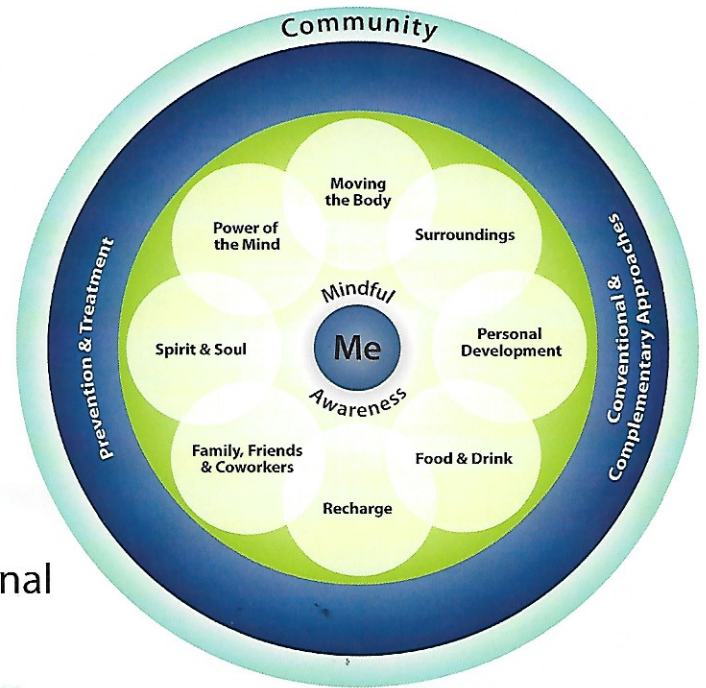 Community
Prevention & Treatment
Conventional &
Complementary Approaches
Moving
the Body
Surroundings
Personal
Development
Food & Drink
Recharge
Family, Friends
& Coworkers
Spirit & Soul
Power of
the Mind
Mindful
Me
Awareness
nal